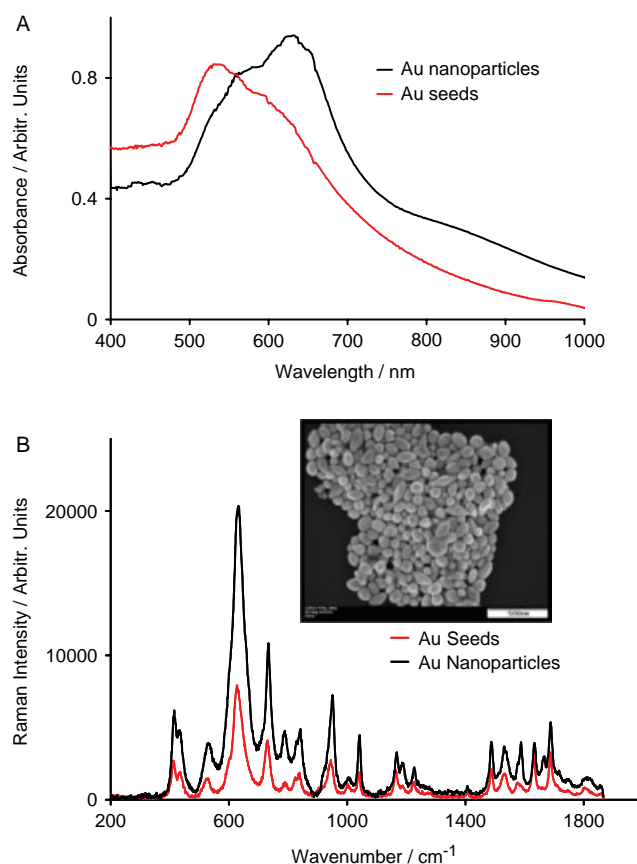 A
Absorbance / Arbitr. Units
0.8
0.4
0
Au nanoparticles
Au seeds
400 500 600 700 800 900 1000
Wavelength / nm
B
Raman Intensity / Arbitr. Units
20000
10000
0
500nm
Au Seeds
Au Nanoparticles
200 600 1000 1400 1800
Wavenumber / cm⁻¹